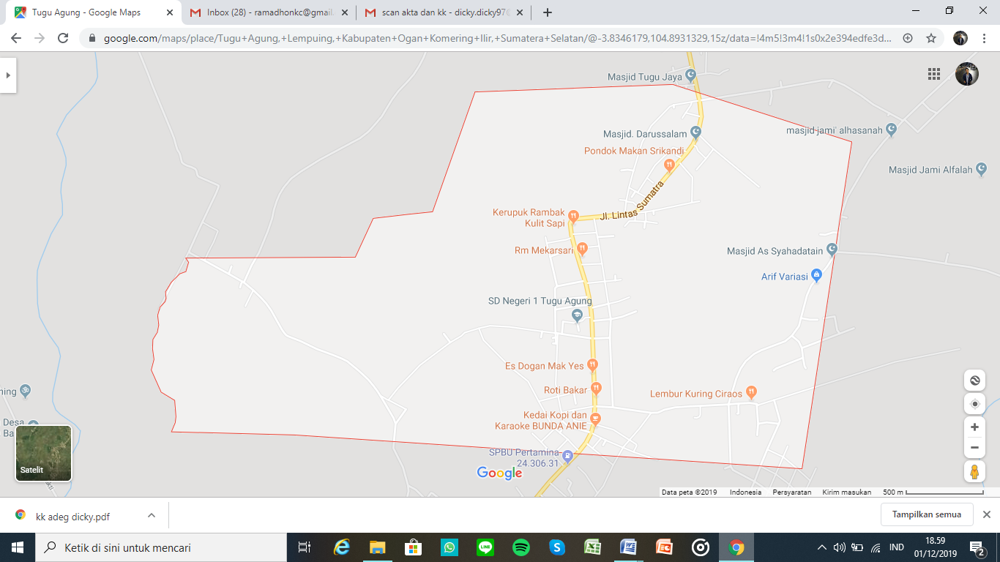 Tugu Agung - Google Maps
Inbox (28) - ramadhonkc@gmail.
scan akta dan kk - dicky.dicky97@
google.com/maps/place/Tugu+Agung,+Lempuing,+Kabupaten+Ogan+Komering+Ilir,+Sumatera+Selatan/@-3.8346179,104.8931329,15z/data=!4m5!3m4!1s0x2e394edfe3d...
Masjid Tugu Jaya
Masjid. Darussalam
masjid jami' alhasanah
Pondok Makan Srikandi
Masjid Jami Alfalah
Jl. Lintas Sumatra
Kerupuk Rambak
Kulit Sapi
Rm Mekarsari
Masjid As Syahadatain
Arif Variasi
SD Negeri 1 Tugu Agung
Es Dogan Mak Yes
Roti Bakar
Lembur Kuring Ciraos
ning
Kedai Kopi dan
Karaoke BUNDA ANIE
Desa
Ba
SPBU Pertamina
24.306.31
Satelit
Google
Data peta ©2019
Indonesia
Persyaratan
Kirim masukan
500 m
kk adeg dicky.pdf
Tampilkan semua
Ketik di sini untuk mencari
IND
18.59
01/12/2019
2